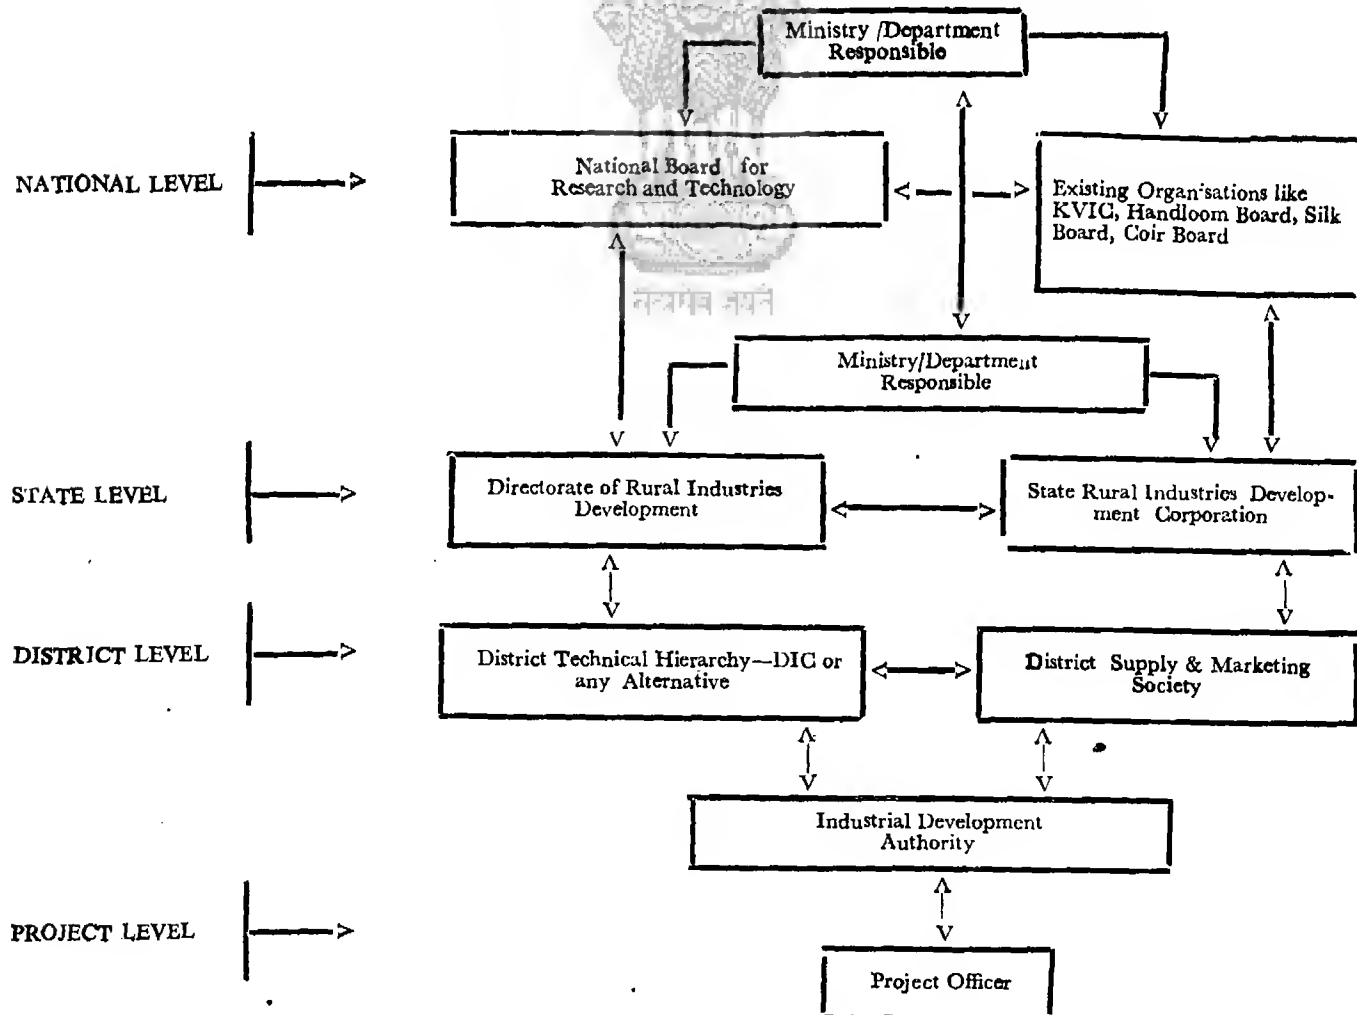 Ministry /Department
Responsible
NATIONAL LEVEL
National Board for
Research and Technology
Existing Organ:sations like
KVIC, Handloom Board, Silk
Board, Coir Board
Ministry/Department
Responsible
STATE LEVEL
Directorate of Rural Industries
Development
State Rural Industries Develop-
ment Corporation
DISTRICT LEVEL
District Technical Hierarchy—DIC or
any Alternative
District Supply & Marketing
Society
Industrial Development
Authority
PROJECT LEVEL
Project Officer